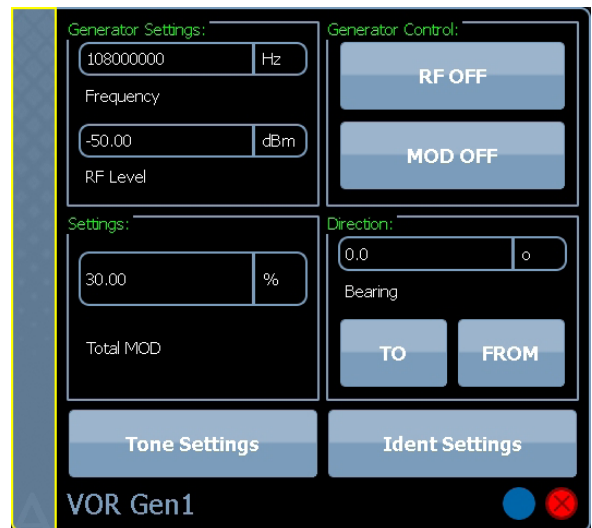 Generator Settings:
108000000 Hz
Frequency
-50.00 dBm
RF Level
Generator Control:
RF OFF
MOD OFF
Settings:
30.00 %
Total MOD
Direction:
0.0 o
Bearing
TO FROM
Tone Settings
Ident Settings
VOR Gen1